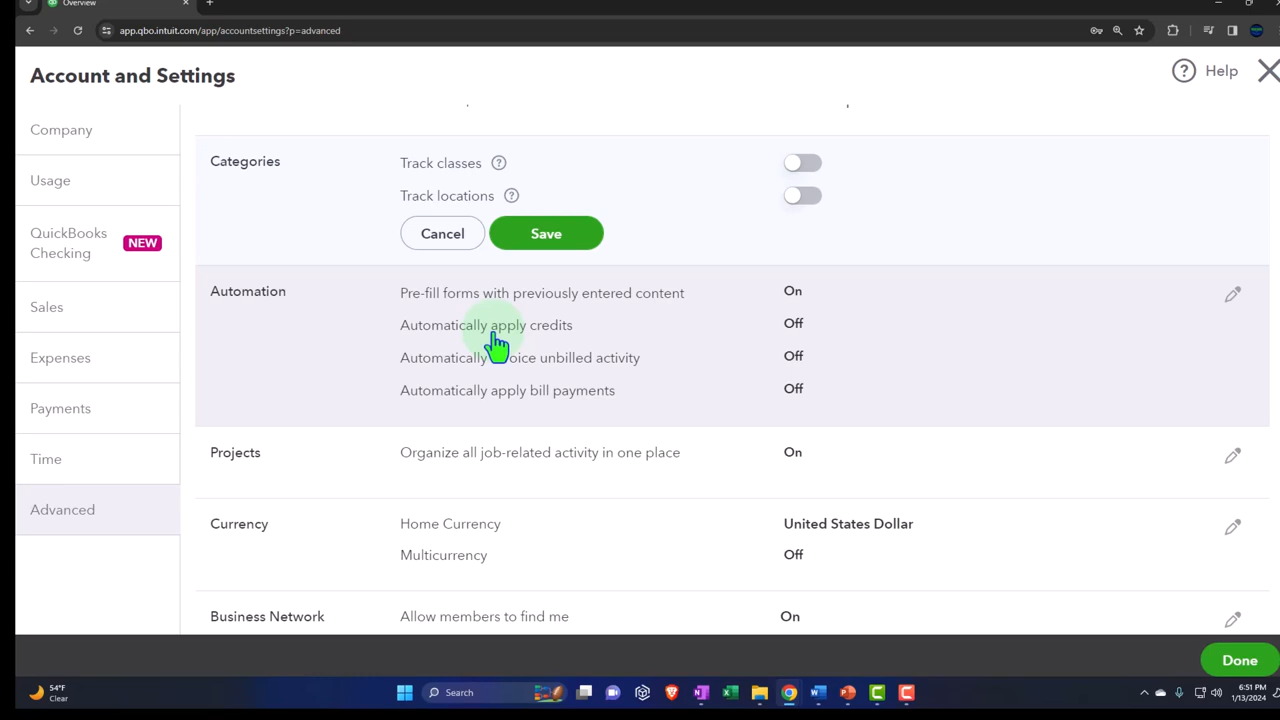 Overview
app.qbo.intuit.com/app/accountsettings?p=advanced
Account and Settings
Help
Company
Usage
QuickBooks Checking NEW
Sales
Expenses
Payments
Time
Advanced
Categories
Track classes
Track locations
Cancel Save
Automation
Pre-fill forms with previously entered content On
Automatically apply credits Off
Automatically unbilled activity Off
Automatically apply bill payments Off
Projects Organize all job-related activity in one place On
Currency Home Currency United States Dollar
Multicurrency Off
Business Network Allow members to find me On
Done
54°F
Clear
Search
6:51 PM
1/13/2024